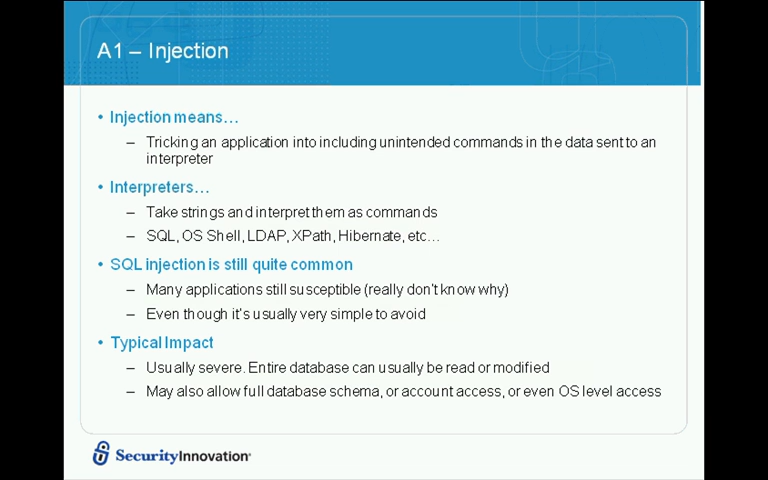 A1 – Injection
• Injection means…
– Tricking an application into including unintended commands in the data sent to an
interpreter
• Interpreters…
– Take strings and interpret them as commands
– SQL, OS Shell, LDAP, XPath, Hibernate, etc…
• SQL injection is still quite common
– Many applications still susceptible (really don't know why)
– Even though it's usually very simple to avoid
• Typical Impact
– Usually severe. Entire database can usually be read or modified
– May also allow full database schema, or account access, or even OS level access
SecurityInnovation